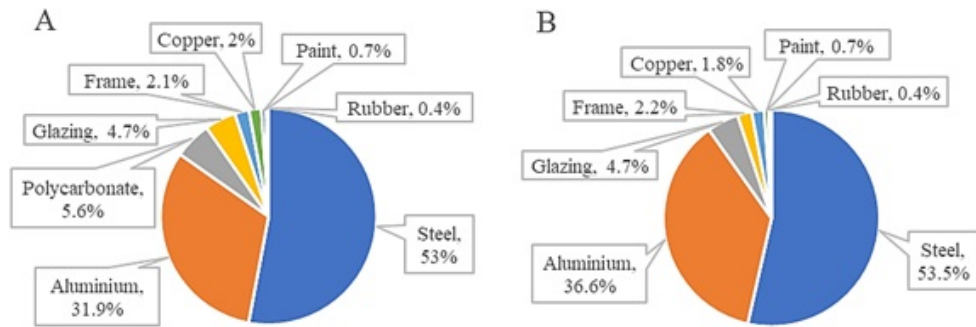 A
Copper, 2%
Paint, 0.7%
Frame, 2.1%
Rubber, 0.4%
Glazing, 4.7%
Polycarbonate,
5.6%
Steel,
53%
Aluminium,
31.9%
B
Paint, 0.7%
Copper, 1.8%
Rubber, 0.4%
Frame, 2.2%
Glazing, 4.7%
Aluminium,
36.6%
Steel,
53.5%